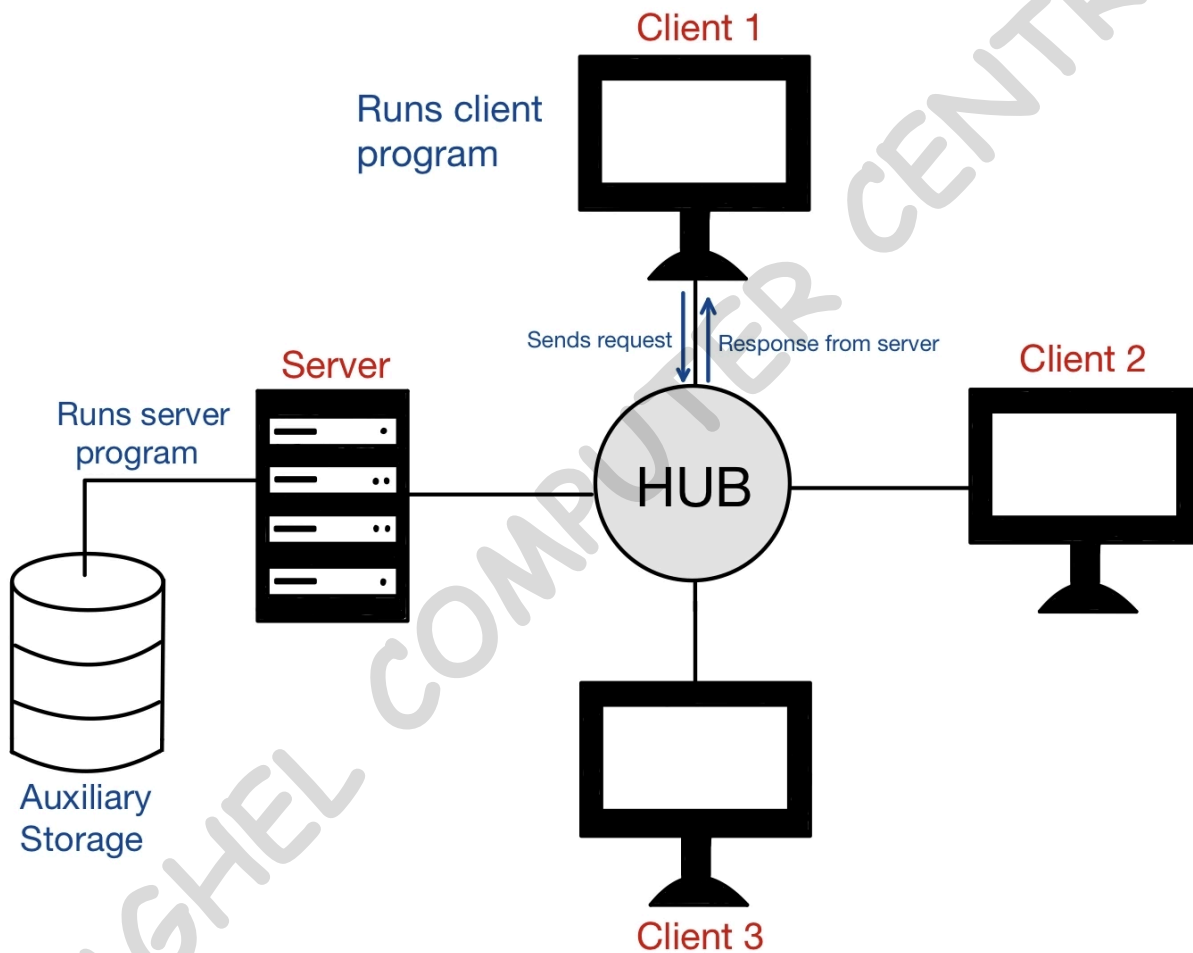 Client 1
Runs client
program
Sends request
Response from server
Server
Client 2
Runs server
program
HUB
Auxiliary
Storage
Client 3
COMPUTER